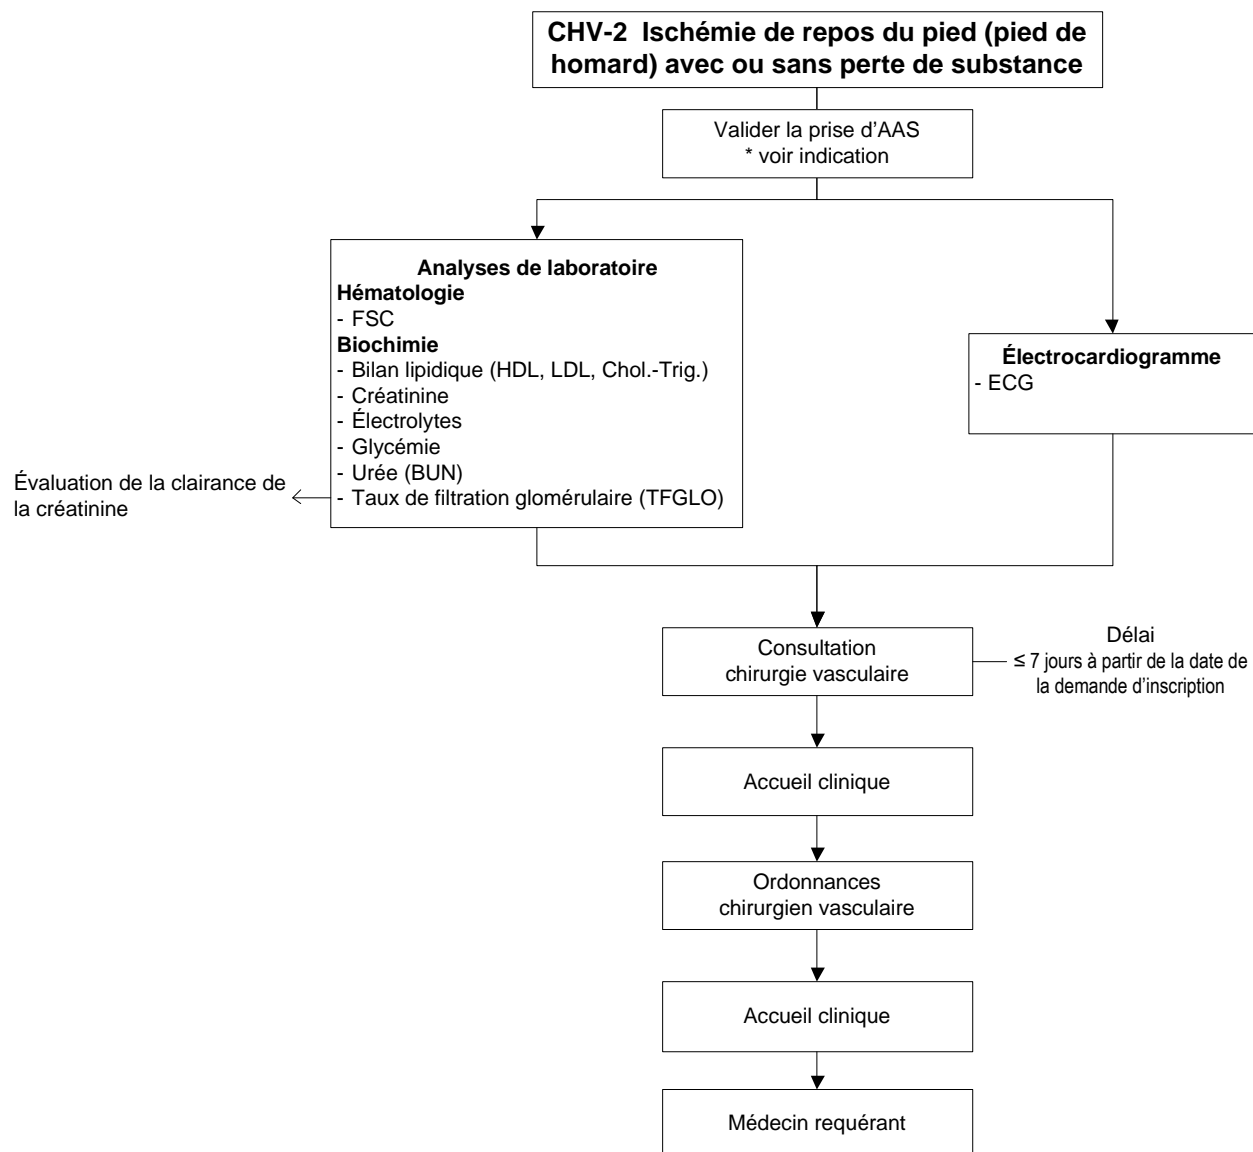 CHV-2 Ischémie de repos du pied (pied de
homard) avec ou sans perte de substance
Valider la prise d’AAS
* voir indication
Analyses de laboratoire
Hématologie
- FSC
Biochimie
- Bilan lipidique (HDL, LDL, Chol.-Trig.)
- Créatinine
- Électrolytes
- Glycémie
- Urée (BUN)
- Taux de filtration glomérulaire (TFGLO)
Électrocardiogramme
- ECG
Évaluation de la clairance de
la créatinine
Consultation
chirurgie vasculaire
Délai
≤ 7 jours à partir de la date de
la demande d’inscription
Accueil clinique
Ordonnances
chirurgien vasculaire
Accueil clinique
Médecin requérant